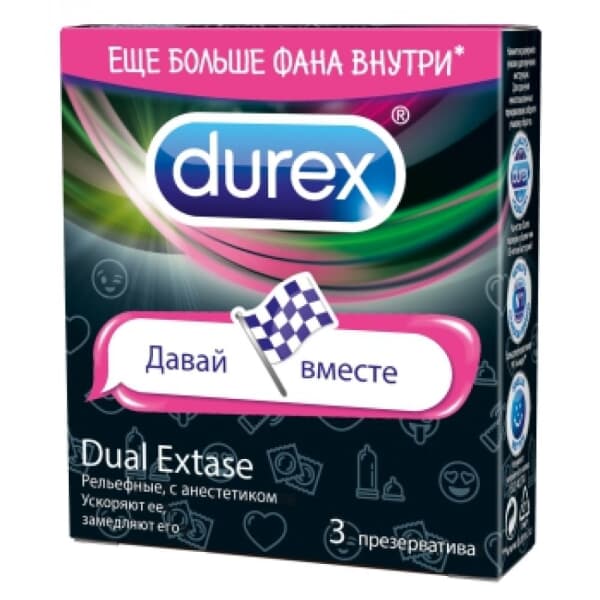 ЕЩЕ БОЛЬШЕ ФАНА ВНУТРИ*
durex®
Давай вместе
Dual Extase
Рельефные, с анестетиком
Ускоряют ее,
замедляют его
3 презерватива